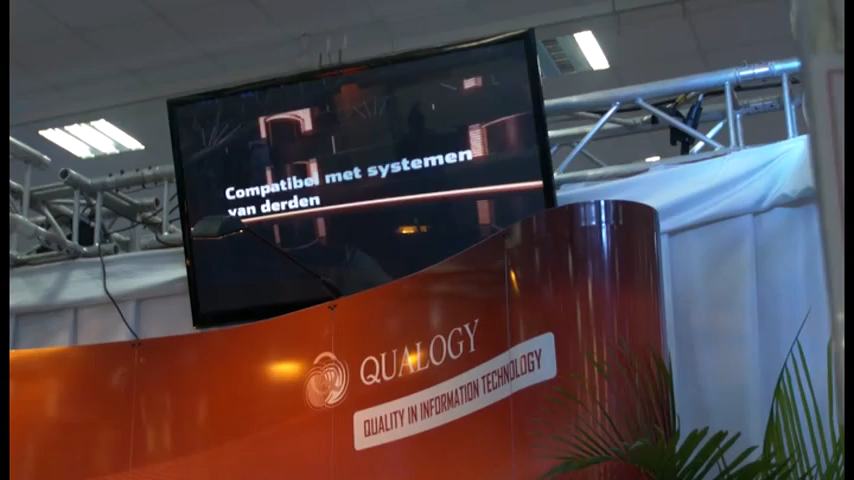 Compatibel met systemen
van derden
QUALOGY
QUALITY IN INFORMATION TECHNOLOGY